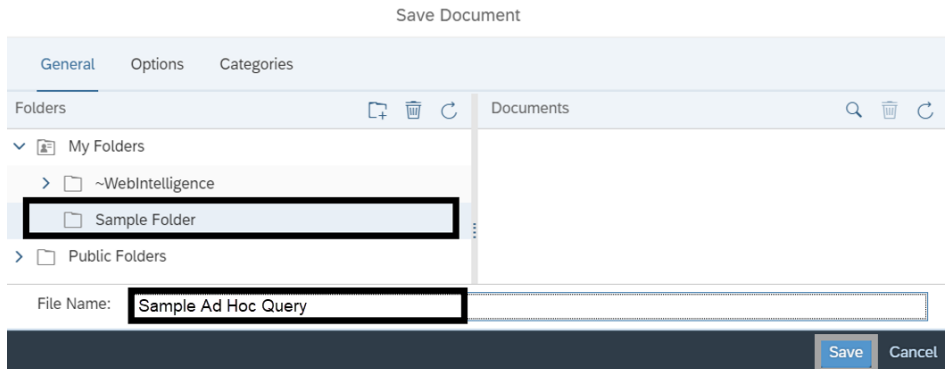 Save Document
General Options Categories
Folders
Documents
My Folders
~WebIntelligence
Sample Folder
Public Folders
File Name: Sample Ad Hoc Query
Save Cancel